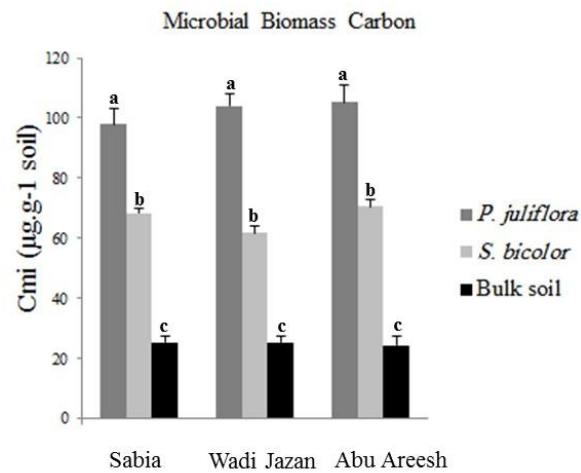 Microbial Biomass Carbon
Cmi (µg.g-1 soil)
120
100
80
60
40
20
0
a
b
c
a
b
c
a
b
c
Sabia
Wadi Jazan
Abu Areesh
P. juliflora
S. bicolor
Bulk soil